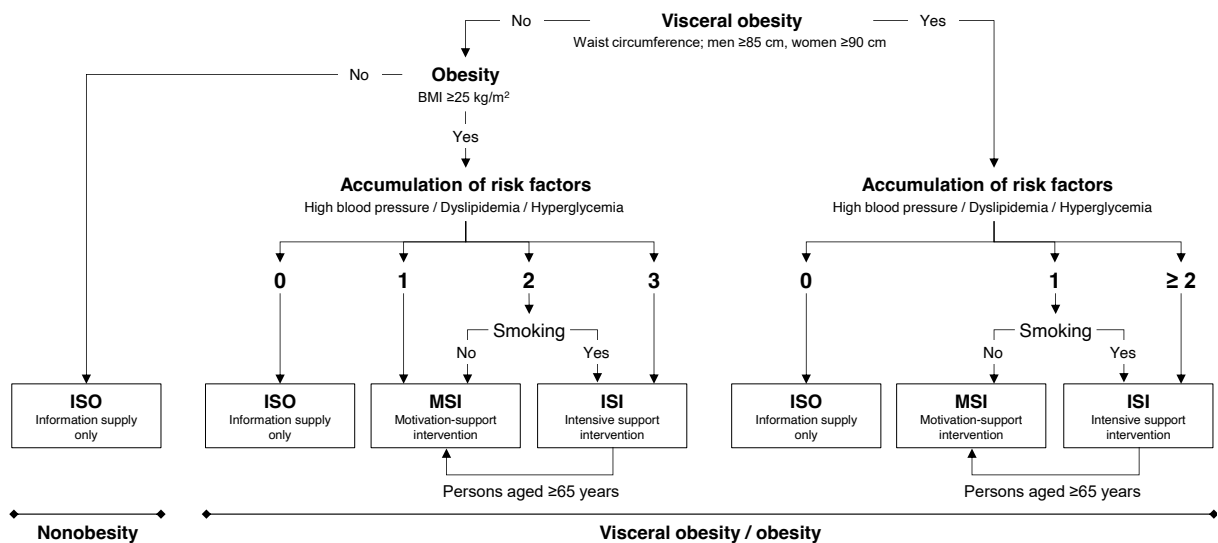 No
Visceral obesity
Yes
Waist circumference; men ≥85 cm, women ≥90 cm
No
Obesity
BMI ≥25 kg/m²
Yes
Accumulation of risk factors
High blood pressure / Dyslipidemia / Hyperglycemia
Accumulation of risk factors
High blood pressure / Dyslipidemia / Hyperglycemia
0
1
2
3
0
1
≥ 2
Smoking
No
Yes
Smoking
No
Yes
ISO
Information supply
only
ISO
Information supply
only
MSI
Motivation-support
intervention
ISI
Intensive support
intervention
ISO
Information supply
only
MSI
Motivation-support
intervention
ISI
Intensive support
intervention
Persons aged ≥65 years
Persons aged ≥65 years
Nonobesity
Visceral obesity / obesity